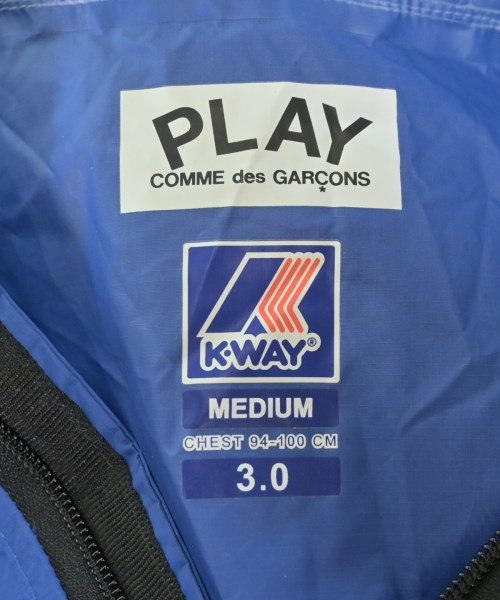 PLAY
COMME des GARÇONS
*
K-WAY®
MEDIUM
CHEST 94-100 CM
3.0